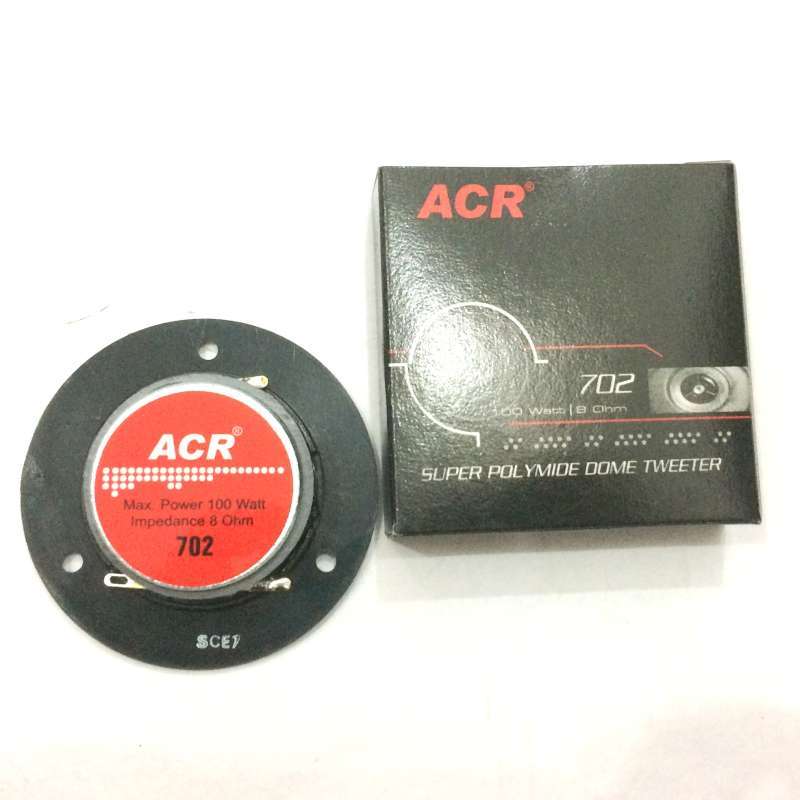 ACR®
Max. Power 100 Watt
Impedance 8 Ohm
702
SCE7
ACR®
702
100 Watt | 8 Ohm
SUPER POLYMIDE DOME TWEETER